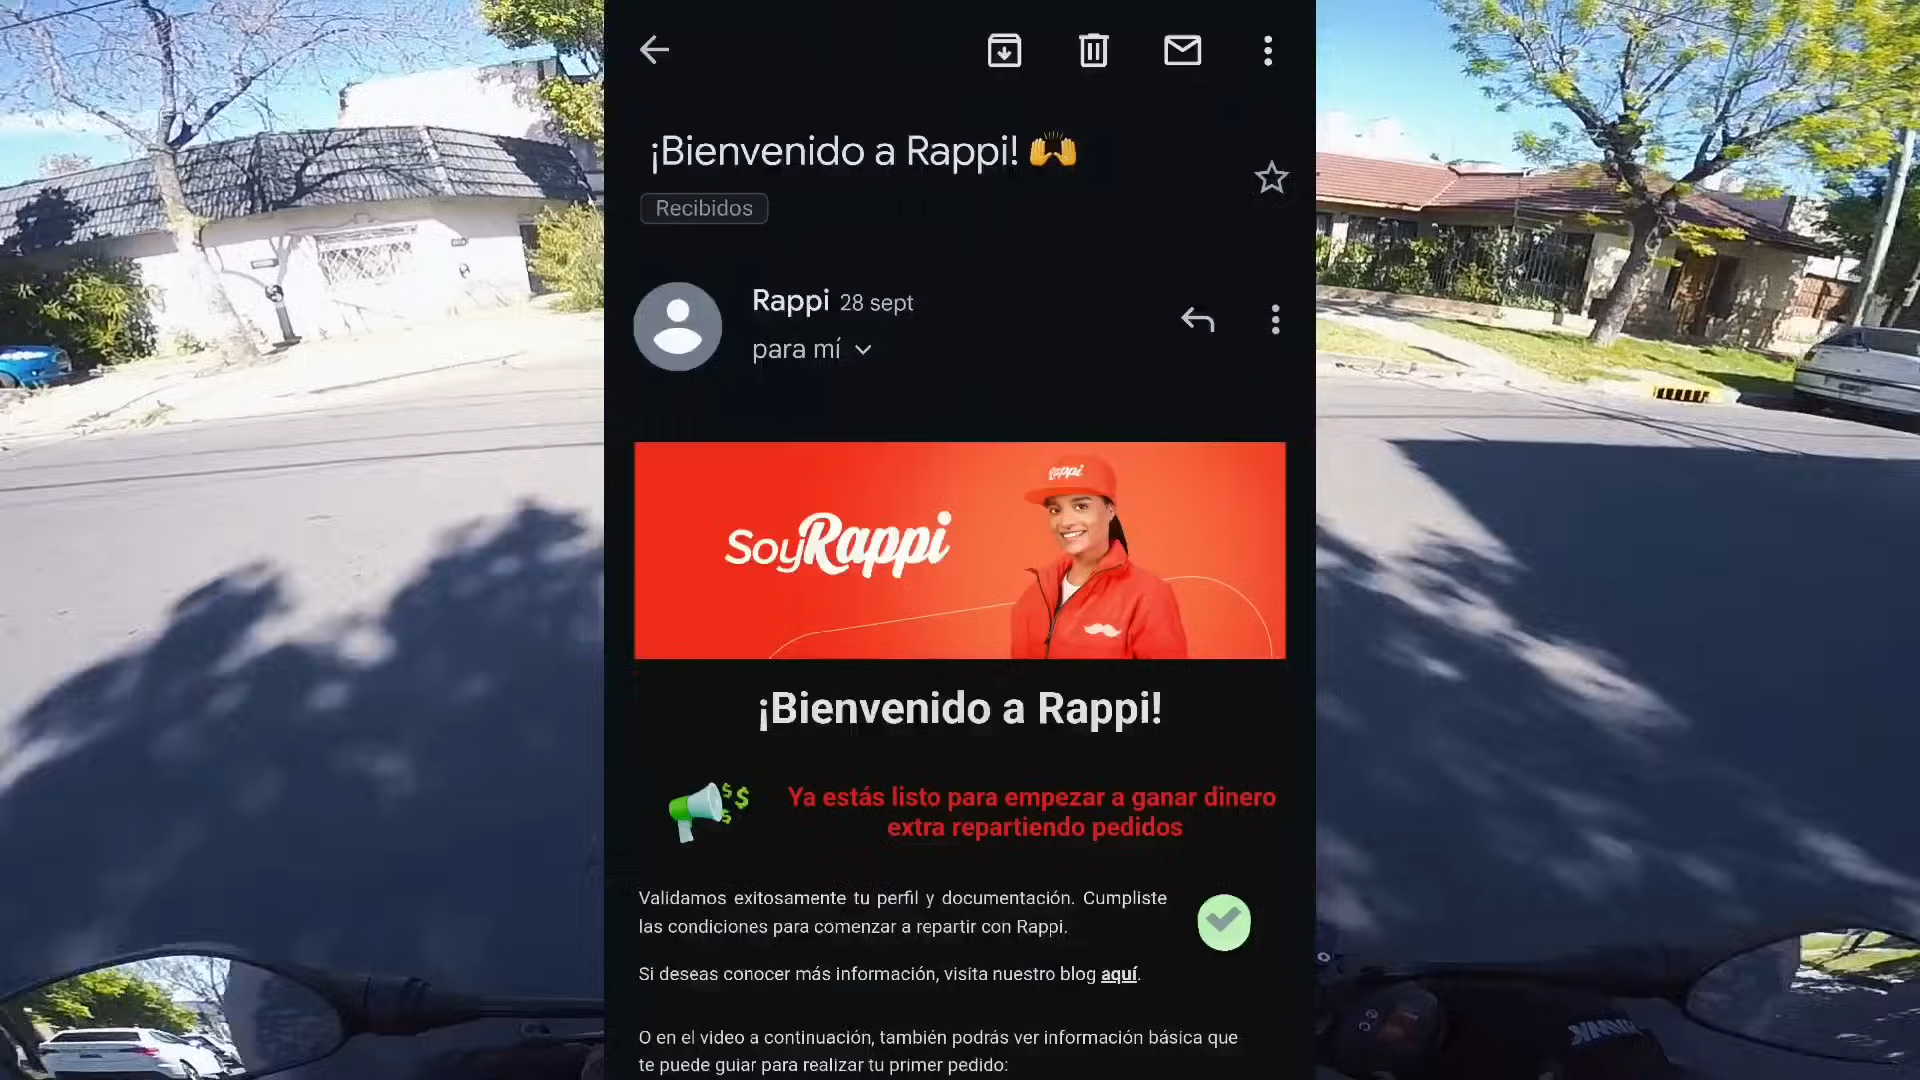 ¡Bienvenido a Rappi! 🙌
Recibidos
Rappi 28 sept
para mí
Rappi
SoyRappi
¡Bienvenido a Rappi!
Ya estás listo para empezar a ganar dinero
extra repartiendo pedidos
Validamos exitosamente tu perfil y documentación. Cumpliste
las condiciones para comenzar a repartir con Rappi.
Si deseas conocer más información, visita nuestro blog aquí.
O en el video a continuación, también podrás ver información básica que
te puede guiar para realizar tu primer pedido: